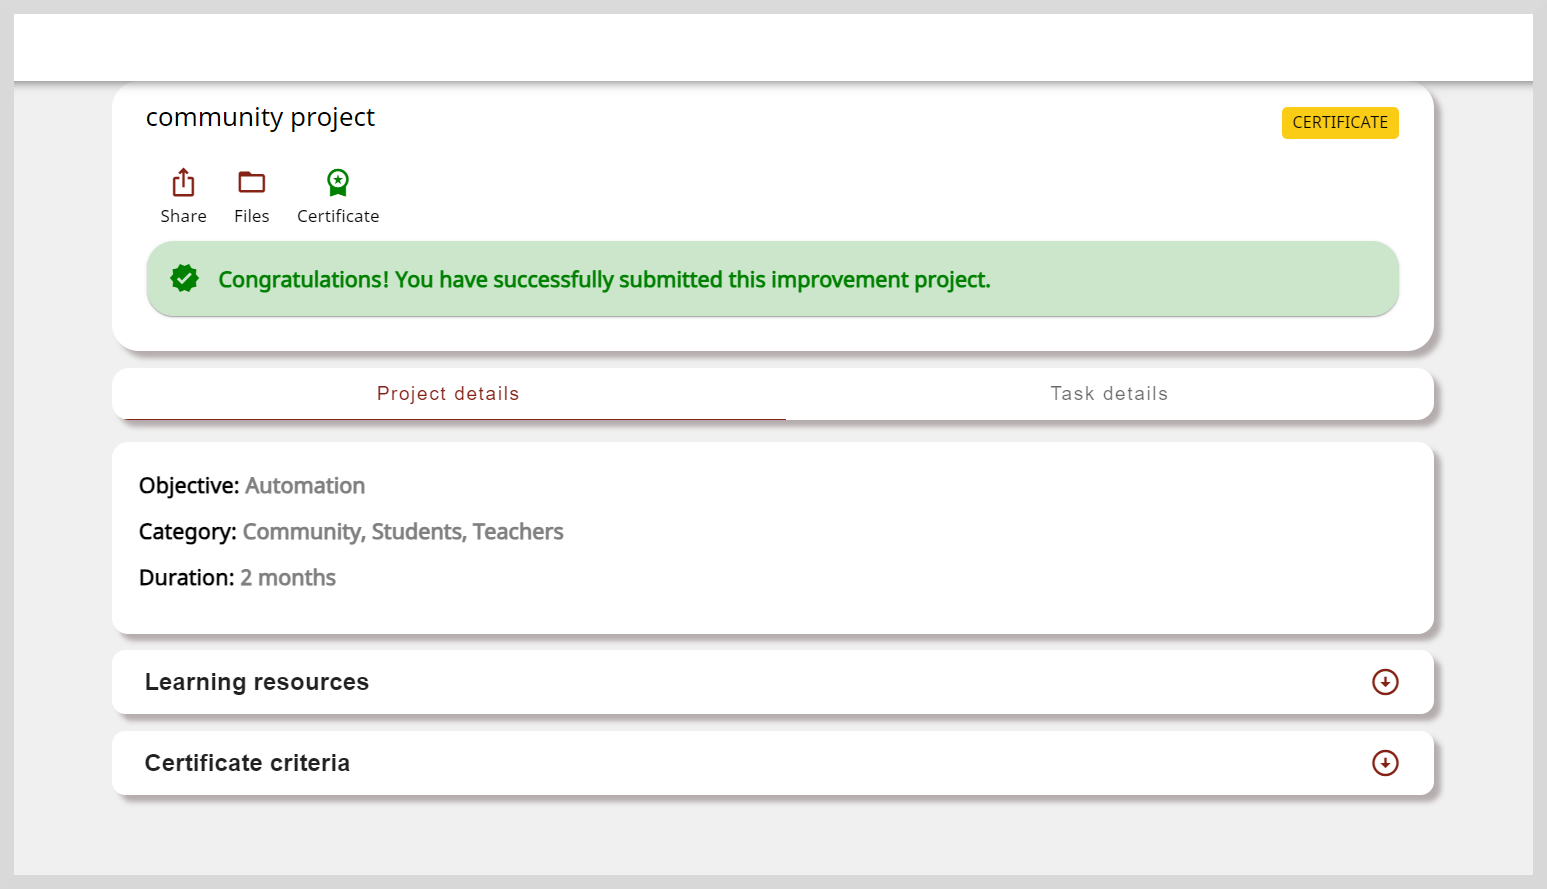 community project
CERTIFICATE
Share Files Certificate
Congratulations! You have successfully submitted this improvement project.
Project details Task details
Objective: Automation
Category: Community, Students, Teachers
Duration: 2 months
Learning resources
Certificate criteria